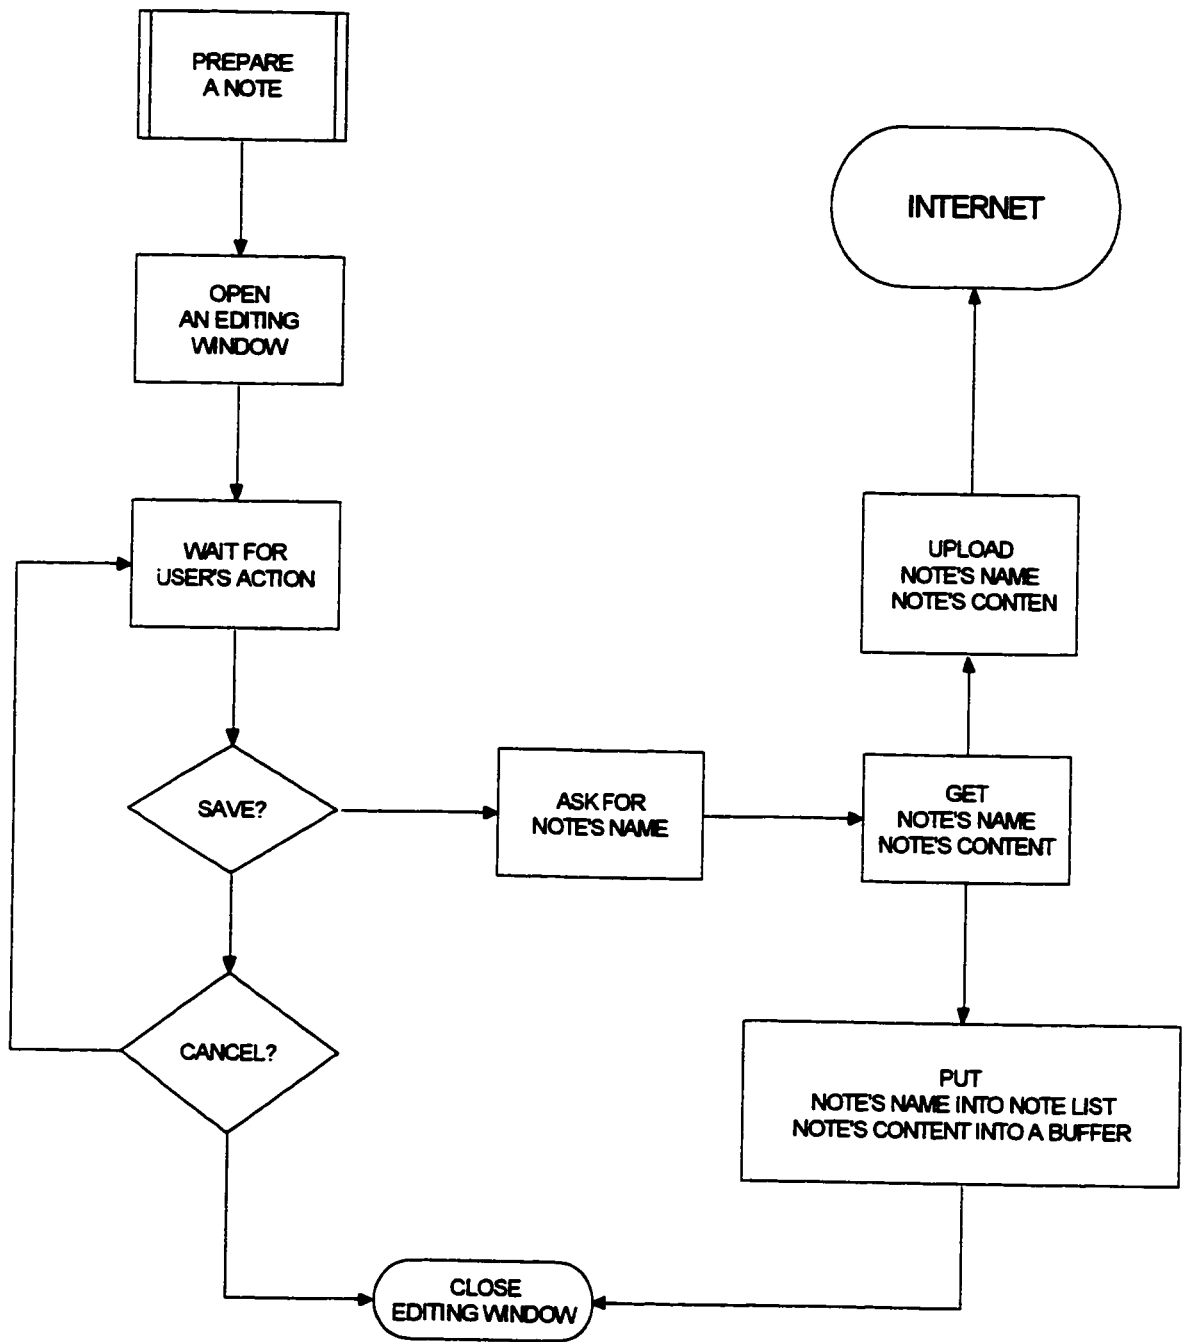 PREPARE
A NOTE
INTERNET
OPEN
AN EDITING
WINDOW
WAIT FOR
USER'S ACTION
UPLOAD
NOTE'S NAME
NOTE'S CONTEN
SAVE?
ASK FOR
NOTE'S NAME
GET
NOTE'S NAME
NOTE'S CONTENT
CANCEL?
PUT
NOTE'S NAME INTO NOTE LIST
NOTE'S CONTENT INTO A BUFFER
CLOSE
EDITING WINDOW